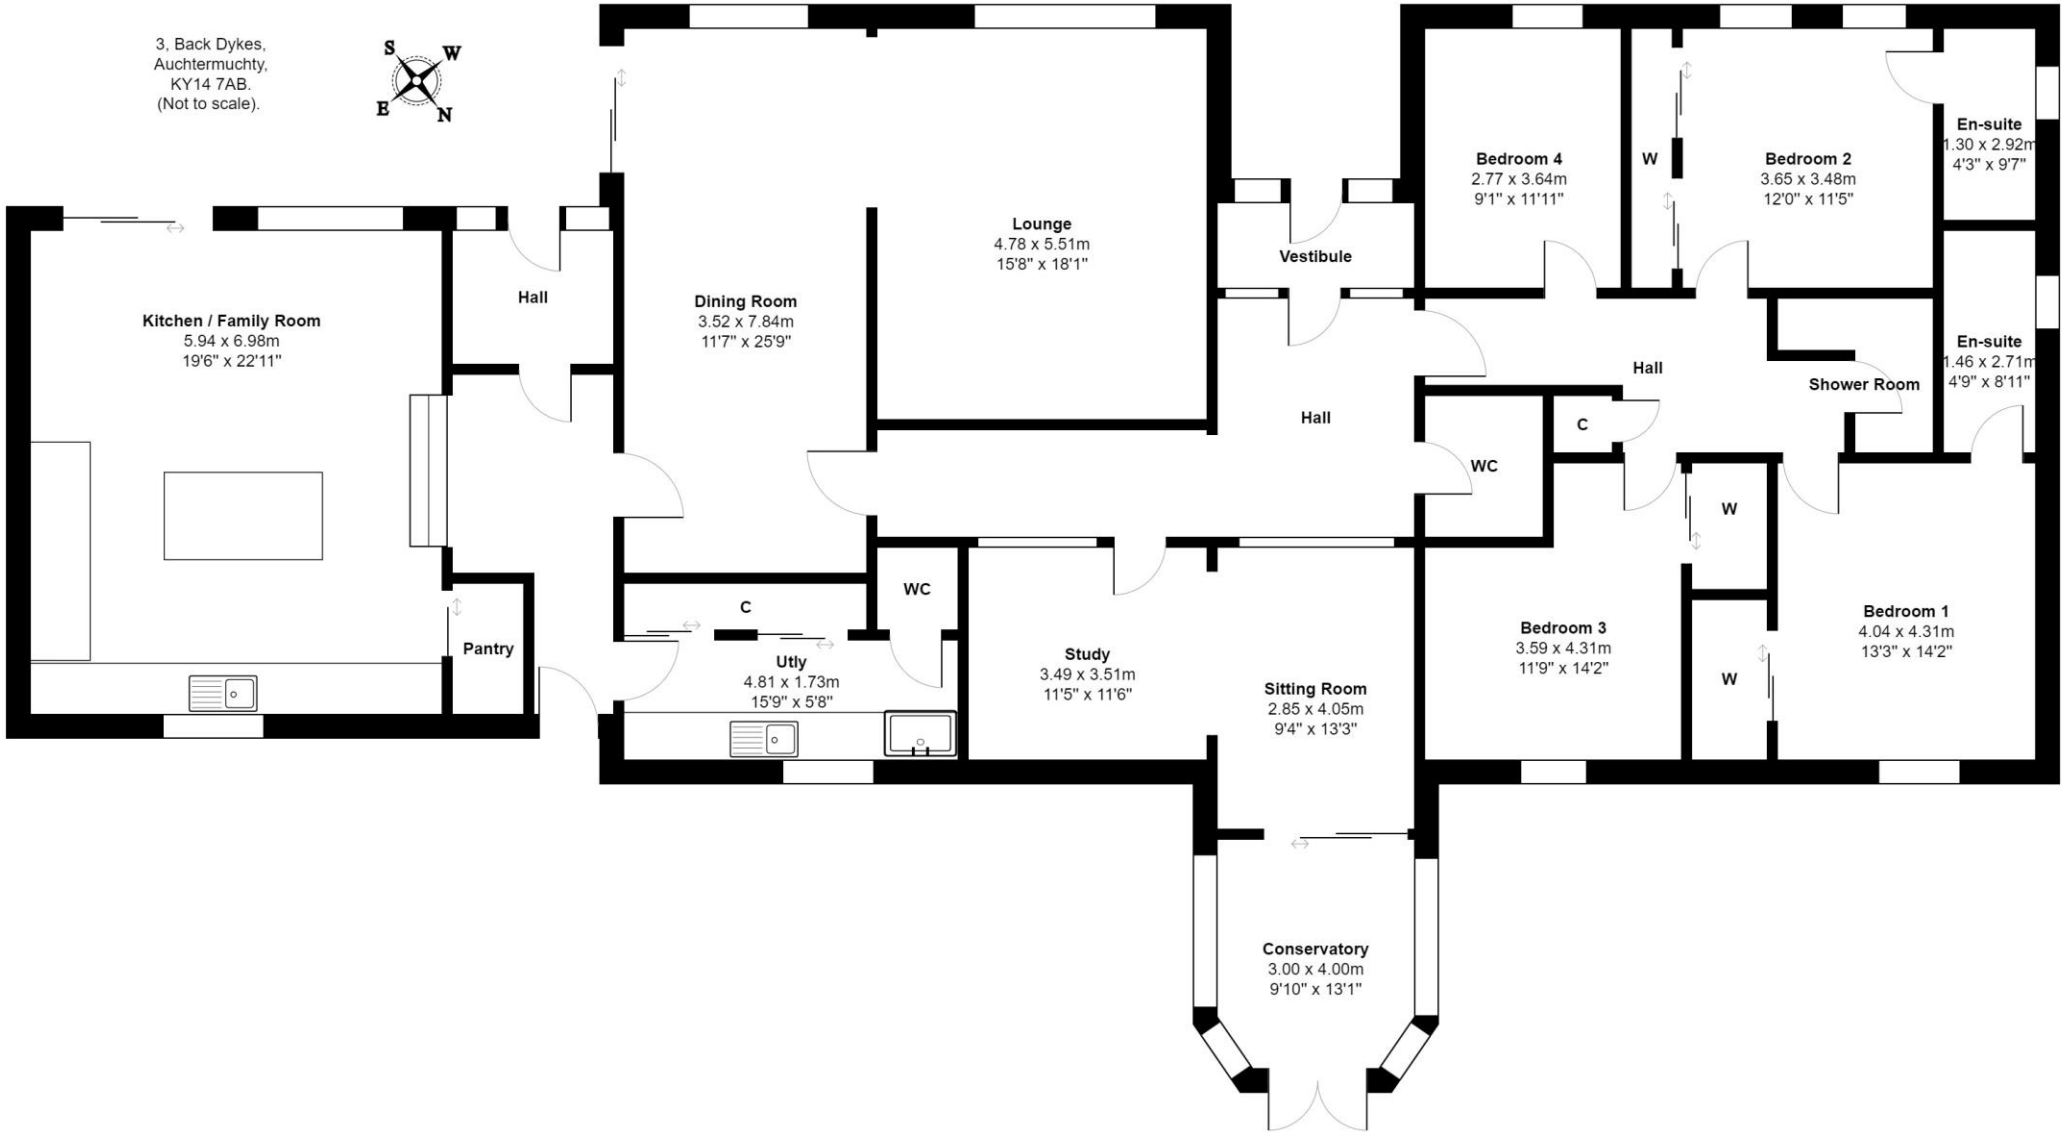 3, Back Dykes,
Auchtermuchty,
KY14 7AB.
(Not to scale).
S
W
E
N
Kitchen / Family Room
5.94 x 6.98m
19'6" x 22'11"
Hall
Dining Room
3.52 x 7.84m
11'7" x 25'9"
Lounge
4.78 x 5.51m
15'8" x 18'1"
Vestibule
Bedroom 4
2.77 x 3.64m
9'1" x 11'11"
W
Bedroom 2
3.65 x 3.48m
12'0" x 11'5"
En-suite
1.30 x 2.92m
4'3" x 9'7"
En-suite
1.46 x 2.71m
4'9" x 8'11"
Hall
Shower Room
Hall
C
WC
W
Pantry
C
WC
Utly
4.81 x 1.73m
15'9" x 5'8"
Study
3.49 x 3.51m
11'5" x 11'6"
Sitting Room
2.85 x 4.05m
9'4" x 13'3"
Bedroom 3
3.59 x 4.31m
11'9" x 14'2"
W
Bedroom 1
4.04 x 4.31m
13'3" x 14'2"
Conservatory
3.00 x 4.00m
9'10" x 13'1"